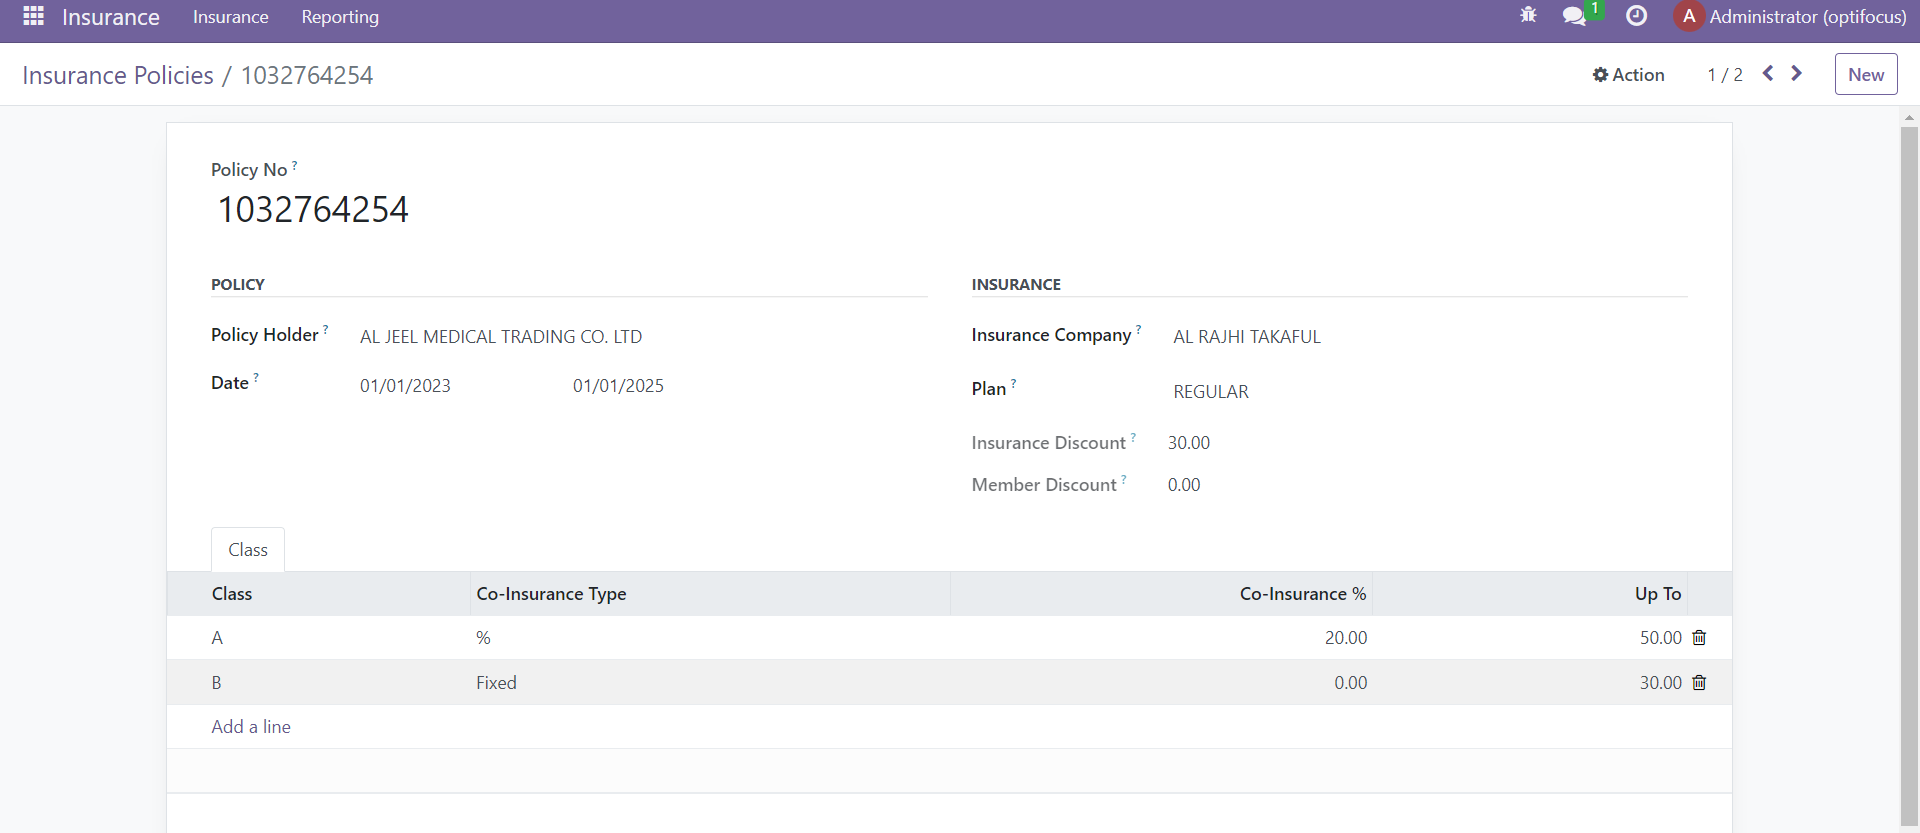 Insurance Insurance Reporting 1 A Administrator (optifocus)
Insurance Policies / 1032764254 Action 1 / 2 New
Policy No ?
1032764254
POLICY INSURANCE
Policy Holder ? AL JEEL MEDICAL TRADING CO. LTD Insurance Company ? AL RAJHI TAKAFUL
Date ? 01/01/2023 01/01/2025 Plan ? REGULAR
Insurance Discount ? 30.00
Member Discount ? 0.00
Class
Class Co-Insurance Type Co-Insurance % Up To
A % 20.00 50.00
B Fixed 0.00 30.00
Add a line